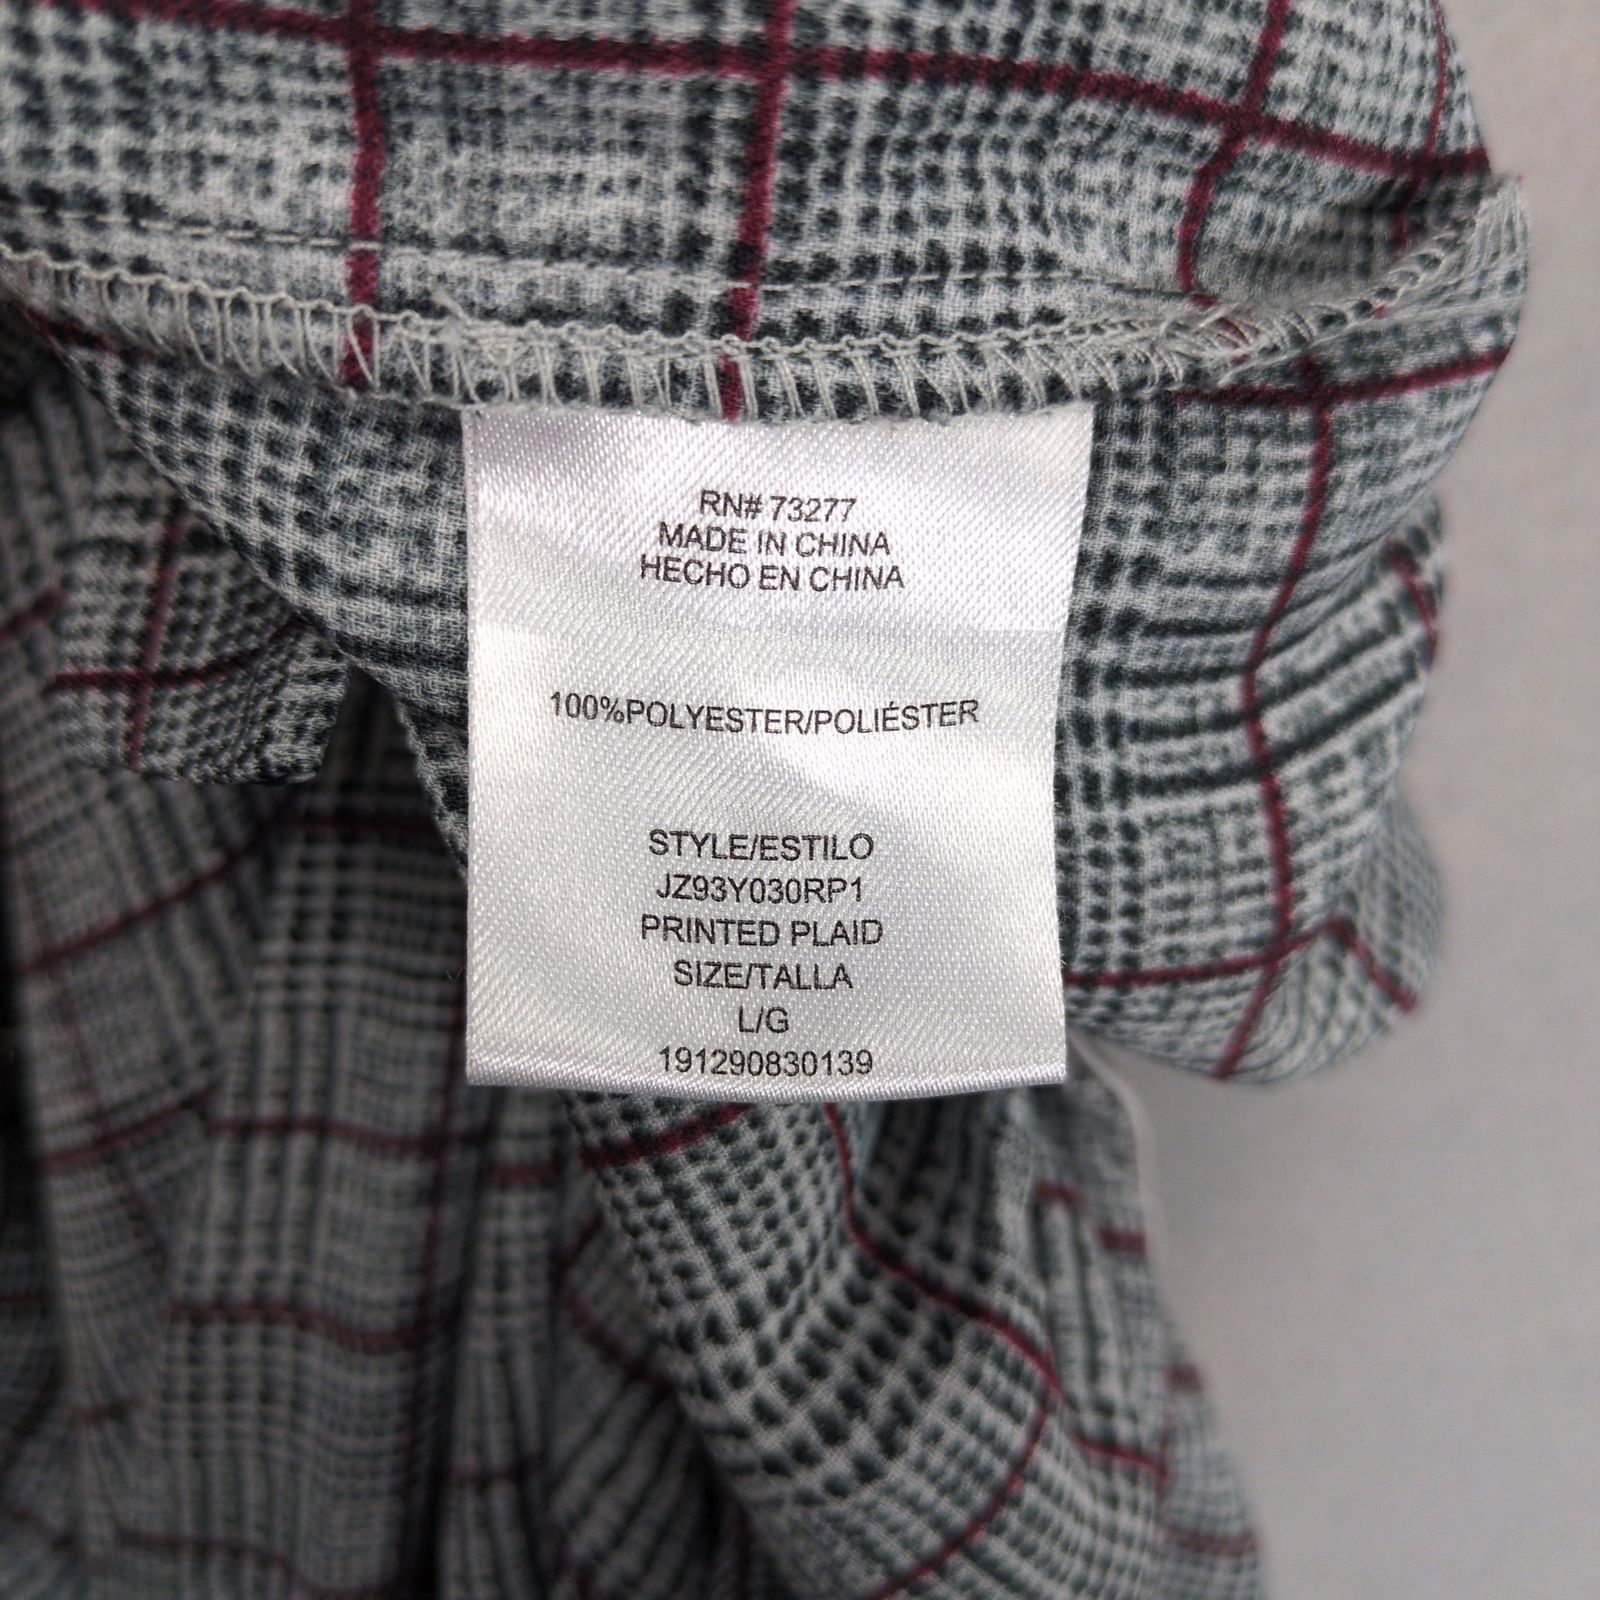 RN# 73277
MADE IN CHINA
HECHO EN CHINA
100%POLYESTER/POLIÉSTER
STYLE/ESTILO
JZ93Y030RP1
PRINTED PLAID
SIZE/TALLA
L/G
191290830139